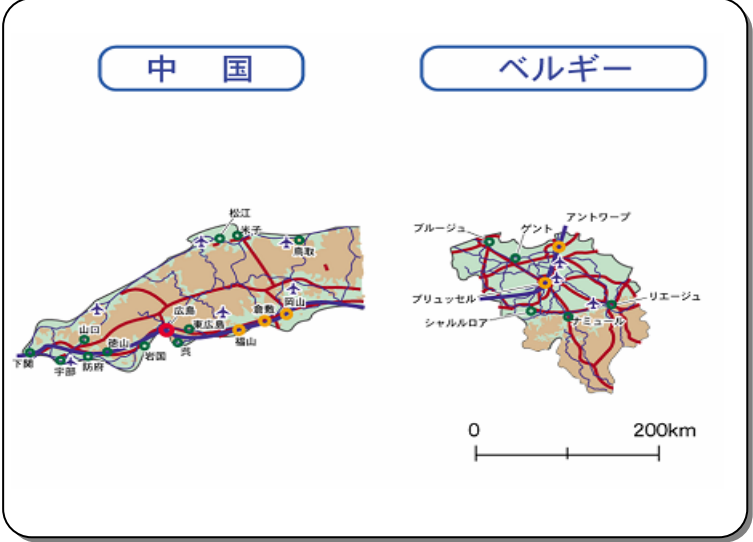 中 国
ベルギー
松江
米子
鳥取
岡山
倉敷
広島
東広島
福山
呉
岩国
徳山
山口
防府
宇部
下関
アントワープ
ブルージュ
ゲント
ブリュッセル
リエージュ
シャルルロア
ナミュール
0 200km